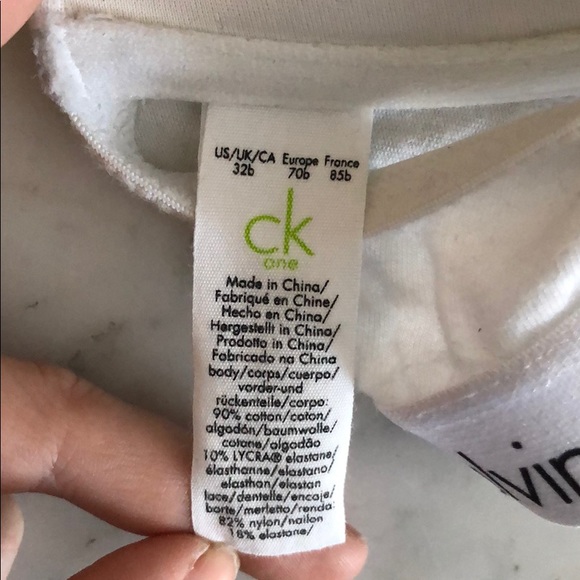 US/UK/CA Europe France
32b 70b 85b
ck
one
Made in China/
Fabriqué en Chine/
Hecho en China/
Hergestellt in China/
Prodotto in China/
Fabricado na China
body/corps/cuerpo/
vorder-und
rückenteile/corpo:
90% cotton/coton/
algodón/baumwolle/
cotone/algodão
10% LYCRA® elastane/
élasthanne/elastano/
elasthan/elastan
lace/dentelle/encaje/
borte/merletto/renda:
82% nylon/nailon
18% elastane/
lvin